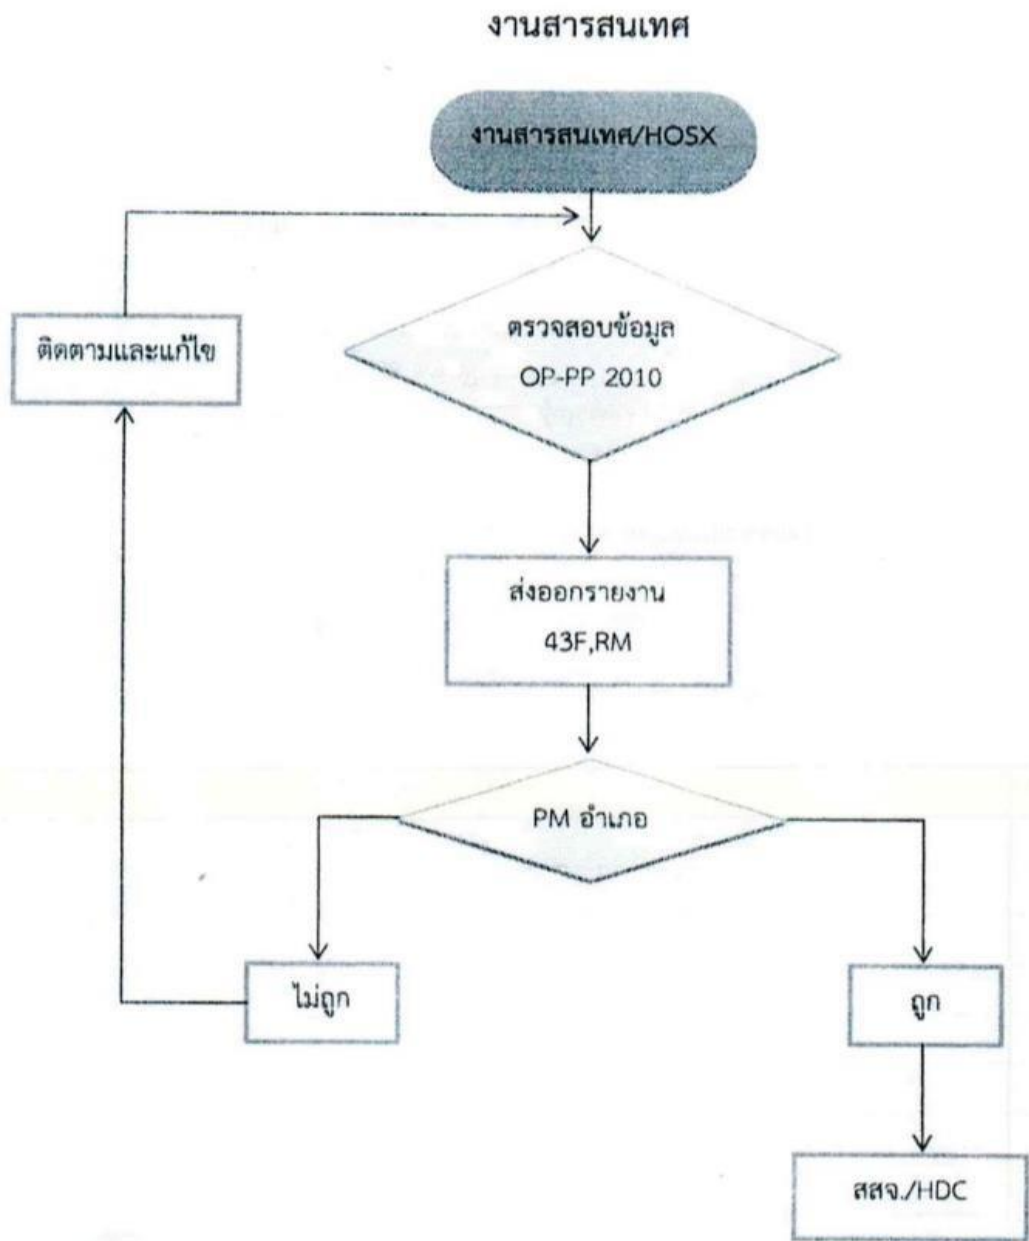 งานสารสนเทศ
งานสารสนเทศ/HOSX
ตรวจสอบข้อมูล
OP-PP 2010
ติดตามและแก้ไข
ส่งออกรายงาน
43F,RM
PM อำเภอ
ไม่ถูก
ถูก
สสจ./HDC